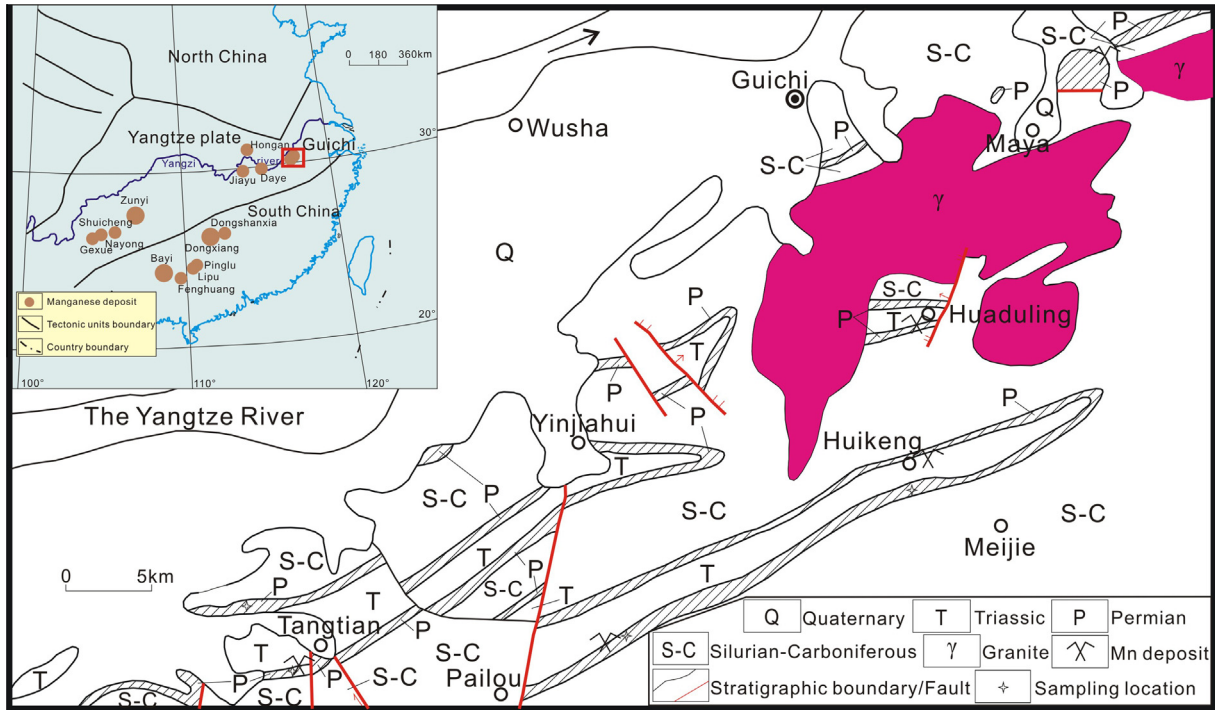 North China
0 180 360km
Yangtze plate
Hongan
Guichi
30°
Yangzi
river
Jiayu
Daye
Zunyi
South China
Shuicheng
Dongshanxia
Nayong
Gexue
Dongxiang
Bayi
Pinglu
Lipu
Fenghuang
Manganese deposit
Tectonic units boundary
Country boundary
20°
100°
110°
120°
P
S-C
S-C
γ
Guichi
P
P
Q
Wusha
P
Maya
S-C
γ
Q
S-C
P
P
T
Huaduling
T
P
P
The Yangtze River
P
Yinjiahui
Huikeng
T
P
S-C
P
S-C
S-C
Meijie
S-C
T
P
T
0 5km
P
S-C
T
T
Tangtian
P
T
S-C
T
P
P
S-C
S-C
Pailou
S-C
Q Quaternary
T Triassic
P Permian
S-C Silurian-Carboniferous
γ Granite
Mn deposit
Stratigraphic boundary/Fault
Sampling location